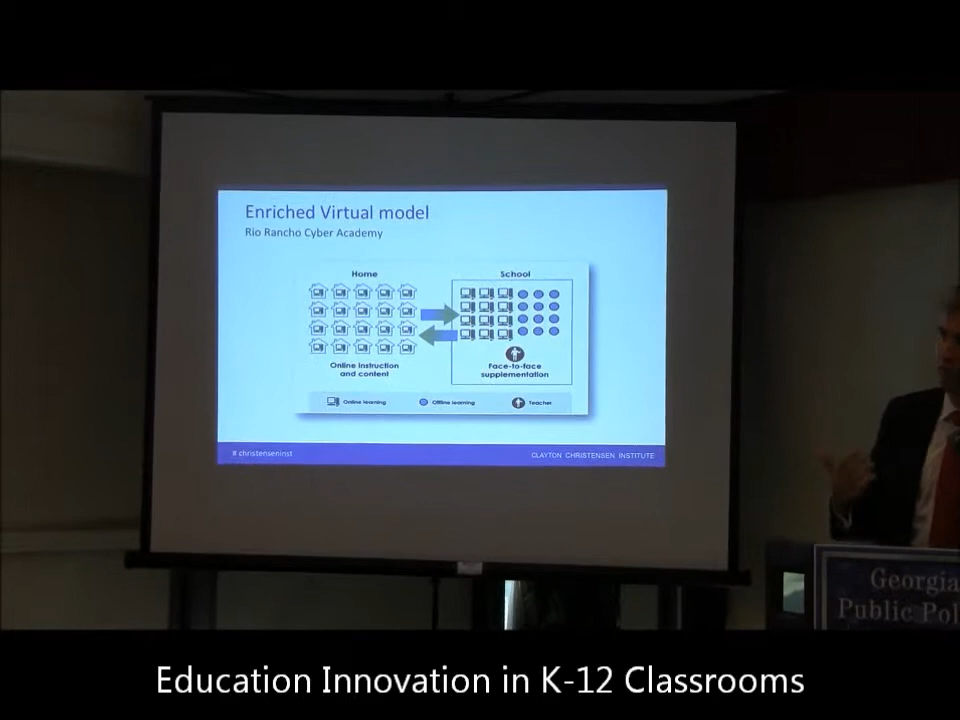 Enriched Virtual model
Rio Rancho Cyber Academy
Home
School
Online instruction
and content
Face-to-face
supplementation
Online learning
Offline learning
Teacher
# christenseninst
CLAYTON CHRISTENSEN INSTITUTE
Georgia
Public Pol
Education Innovation in K-12 Classrooms